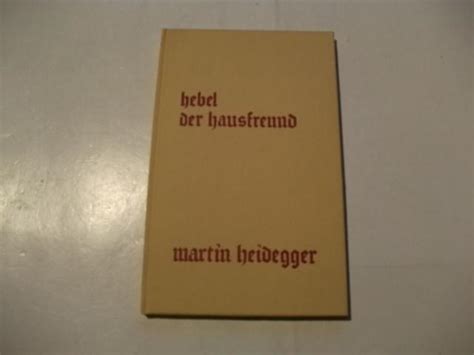 hebel
der hausfreund
martin heidegger